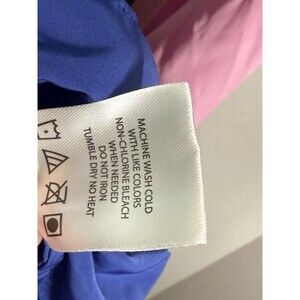 MACHINE WASH COLD
WITH LIKE COLORS
NON-CHLORINE BLEACH
WHEN NEEDED
DO NOT IRON
TUMBLE DRY NO HEAT